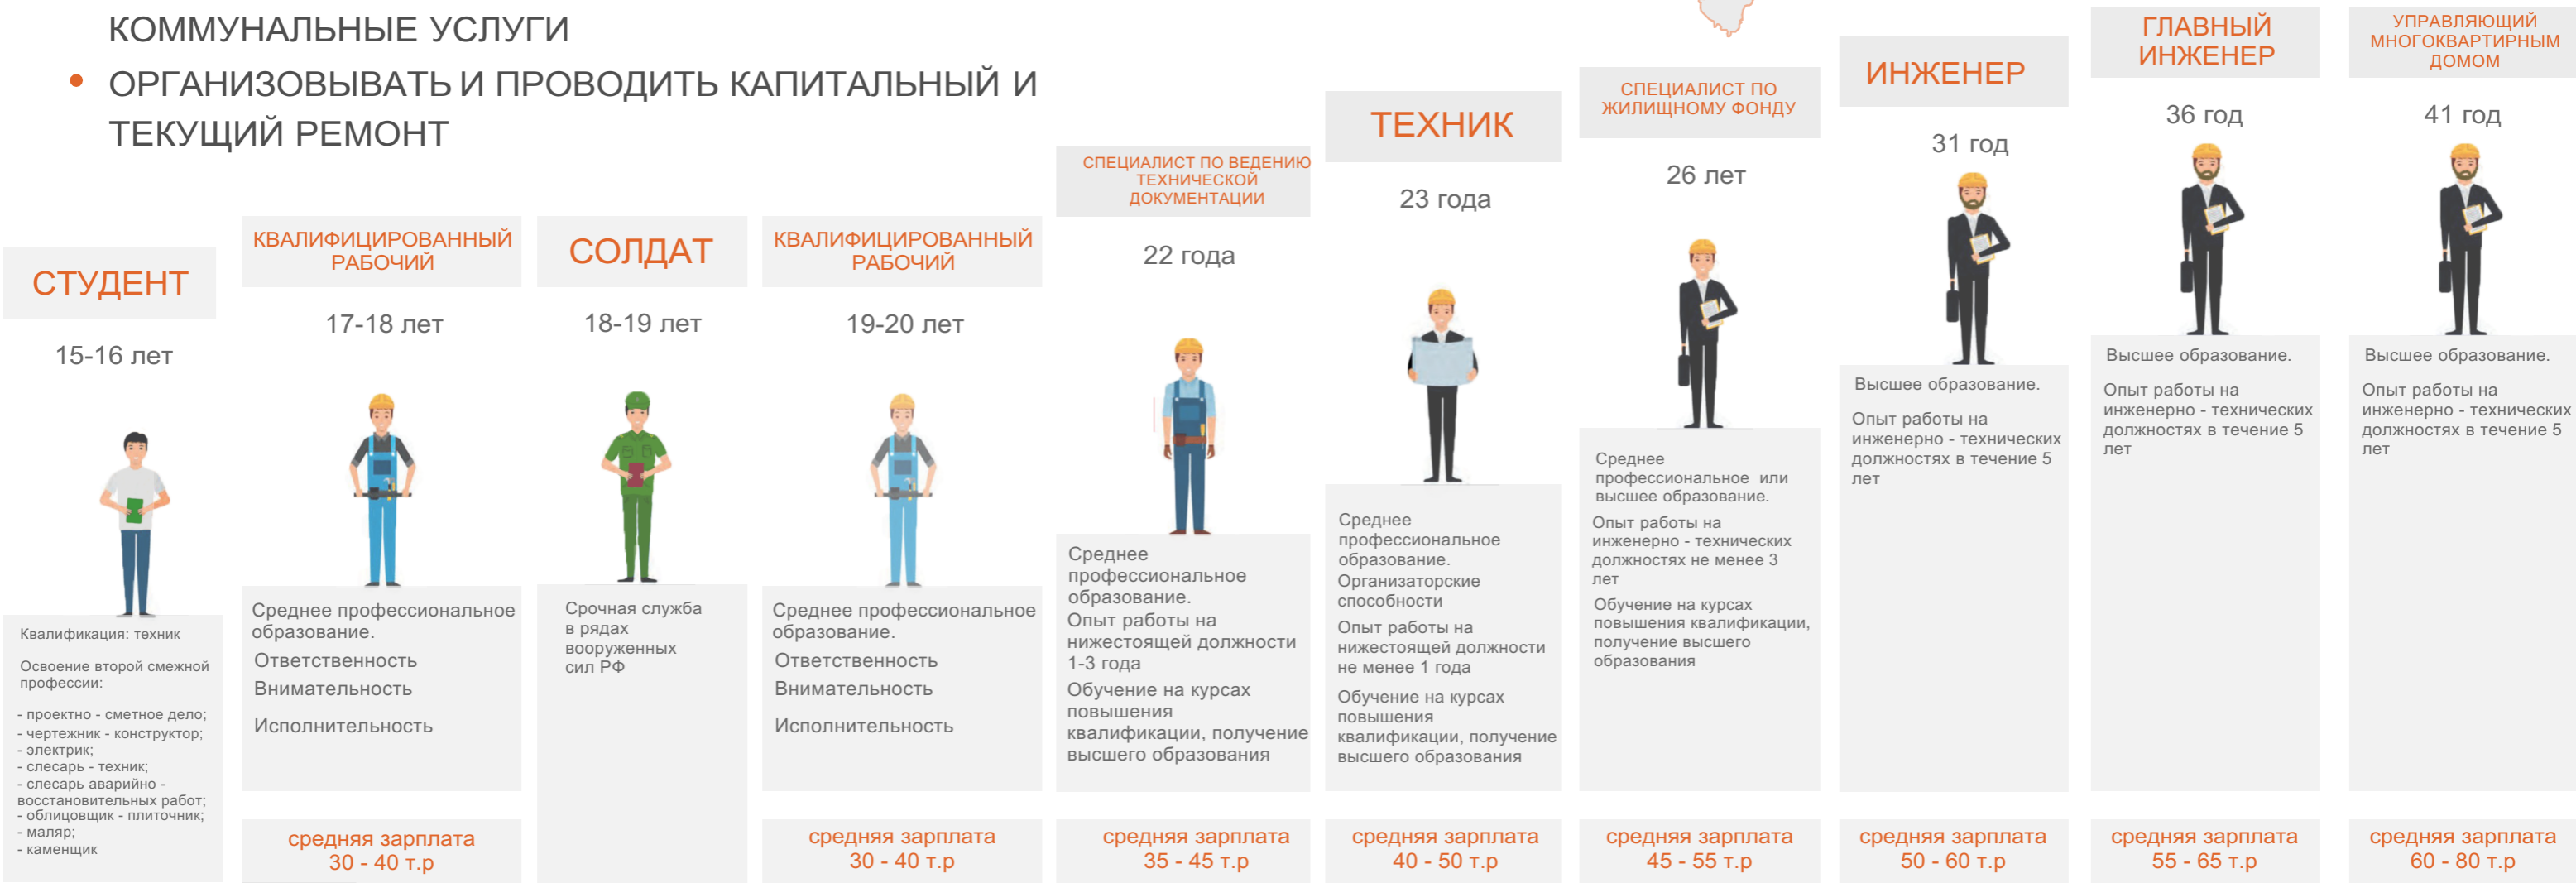 КОММУНАЛЬНЫЕ УСЛУГИ
• ОРГАНИЗОВЫВАТЬ И ПРОВОДИТЬ КАПИТАЛЬНЫЙ И
ТЕКУЩИЙ РЕМОНТ
СТУДЕНТ
15-16 лет
Квалификация: техник
Освоение второй смежной
профессии:
- проектно - сметное дело;
- чертежник - конструктор;
- электрик;
- слесарь - техник;
- слесарь аварийно -
восстановительных работ;
- облицовщик - плиточник;
- маляр;
- каменщик
КВАЛИФИЦИРОВАННЫЙ
РАБОЧИЙ
17-18 лет
Среднее профессиональное
образование.
Ответственность
Внимательность
Исполнительность
средняя зарплата
30 - 40 т.р
СОЛДАТ
18-19 лет
Срочная служба
в рядах
вооруженных
сил РФ
КВАЛИФИЦИРОВАННЫЙ
РАБОЧИЙ
19-20 лет
Среднее профессиональное
образование.
Ответственность
Внимательность
Исполнительность
средняя зарплата
30 - 40 т.р
СПЕЦИАЛИСТ ПО ВЕДЕНИЮ
ТЕХНИЧЕСКОЙ
ДОКУМЕНТАЦИИ
22 года
Среднее
профессиональное
образование.
Опыт работы на
нижестоящей должности
1-3 года
Обучение на курсах
повышения
квалификации, получение
высшего образования
средняя зарплата
35 - 45 т.р
ТЕХНИК
23 года
Среднее
профессиональное
образование.
Организаторские
способности
Опыт работы на
нижестоящей должности
не менее 1 года
Обучение на курсах
повышения
квалификации, получение
высшего образования
средняя зарплата
40 - 50 т.р
СПЕЦИАЛИСТ ПО
ЖИЛИЩНОМУ ФОНДУ
26 лет
Среднее
профессиональное или
высшее образование.
Опыт работы на
инженерно - технических
должностях не менее 3
лет
Обучение на курсах
повышения квалификации,
получение высшего
образования
средняя зарплата
45 - 55 т.р
ИНЖЕНЕР
31 год
Высшее образование.
Опыт работы на
инженерно - технических
должностях в течение 5
лет
средняя зарплата
50 - 60 т.р
ГЛАВНЫЙ
ИНЖЕНЕР
36 год
Высшее образование.
Опыт работы на
инженерно - технических
должностях в течение 5
лет
средняя зарплата
55 - 65 т.р
УПРАВЛЯЮЩИЙ
МНОГОКВАРТИРНЫМ
ДОМОМ
41 год
Высшее образование.
Опыт работы на
инженерно - технических
должностях в течение 5
лет
средняя зарплата
60 - 80 т.р